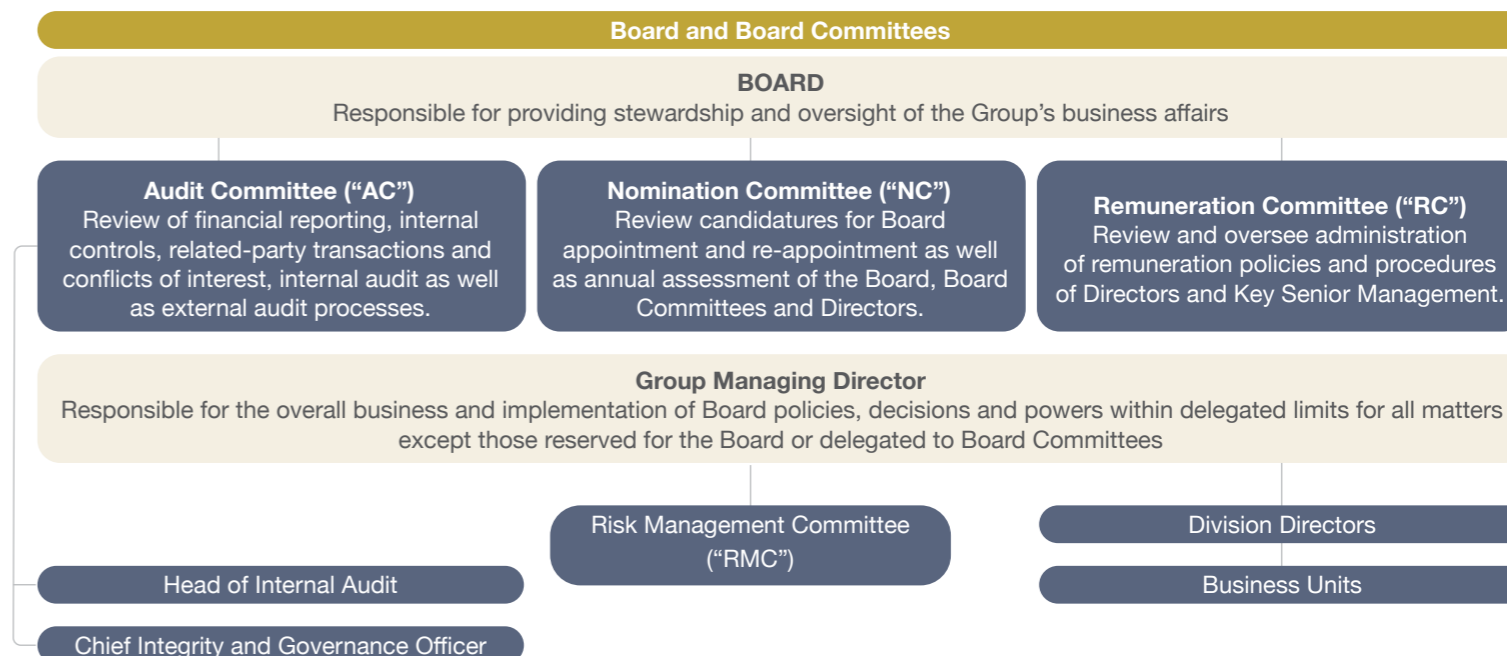 Board and Board Committees
BOARD
Responsible for providing stewardship and oversight of the Group’s business affairs
Audit Committee (“AC”)
Review of financial reporting, internal
controls, related-party transactions and
conflicts of interest, internal audit as well
as external audit processes.
Nomination Committee (“NC”)
Review candidatures for Board
appointment and re-appointment as well
as annual assessment of the Board, Board
Committees and Directors.
Remuneration Committee (“RC”)
Review and oversee administration
of remuneration policies and procedures
of Directors and Key Senior Management.
Group Managing Director
Responsible for the overall business and implementation of Board policies, decisions and powers within delegated limits for all matters
except those reserved for the Board or delegated to Board Committees
Risk Management Committee
(“RMC”)
Division Directors
Business Units
Head of Internal Audit
Chief Integrity and Governance Officer